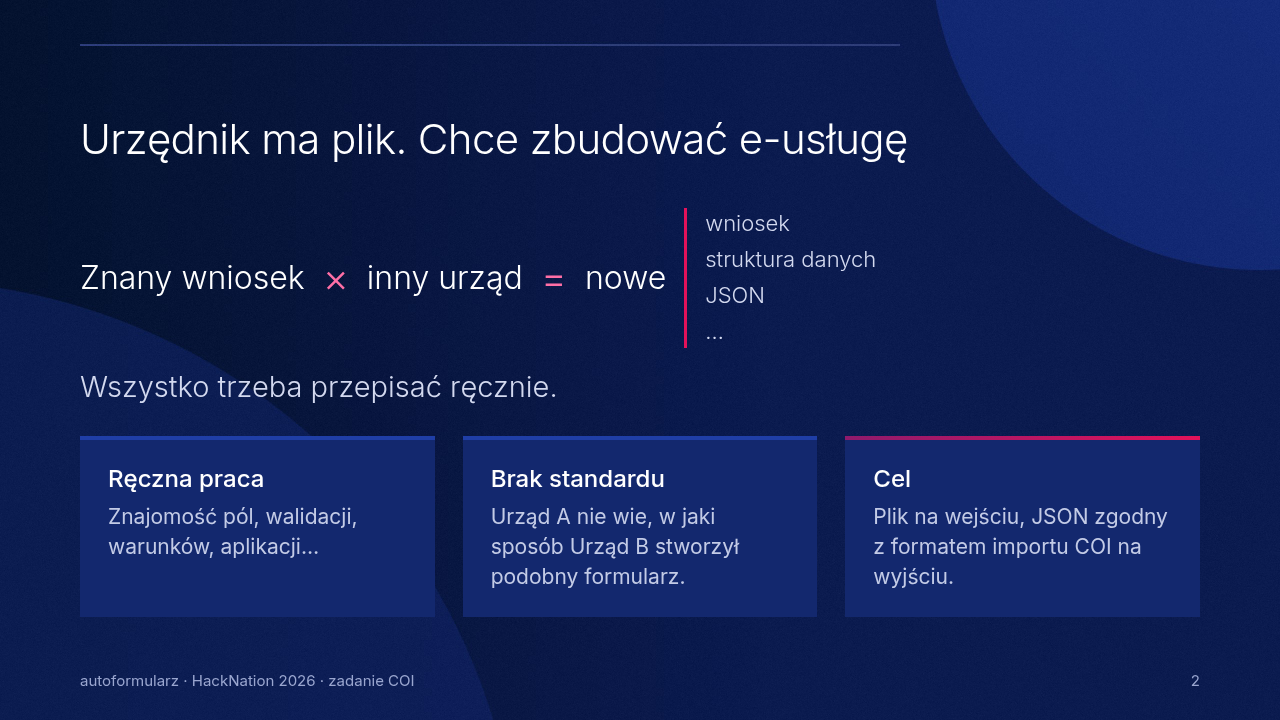 Urzędnik ma plik. Chce zbudować e-usługę
Znany wniosek × inny urząd = nowe
wniosek
struktura danych
JSON
...
Wszystko trzeba przepisać ręcznie.
Ręczna praca
Znajomość pól, walidacji,
warunków, aplikacji...
Brak standardu
Urząd A nie wie, w jaki
sposób Urząd B stworzył
podobny formularz.
Cel
Plik na wejściu, JSON zgodny
z formatem importu COI na
wyjściu.
autoformularz · HackNation 2026 · zadanie COI
2